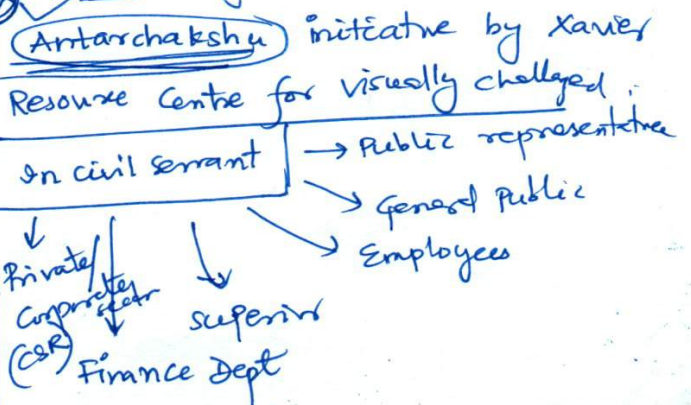 Antarchakshu initiative by Xavier
Resource Centre for visually challeged.
In civil servant
→ Public representative
→ General Public
→ Employees
Private/
Corporate sector
(CSR)
superior
Finance Dept